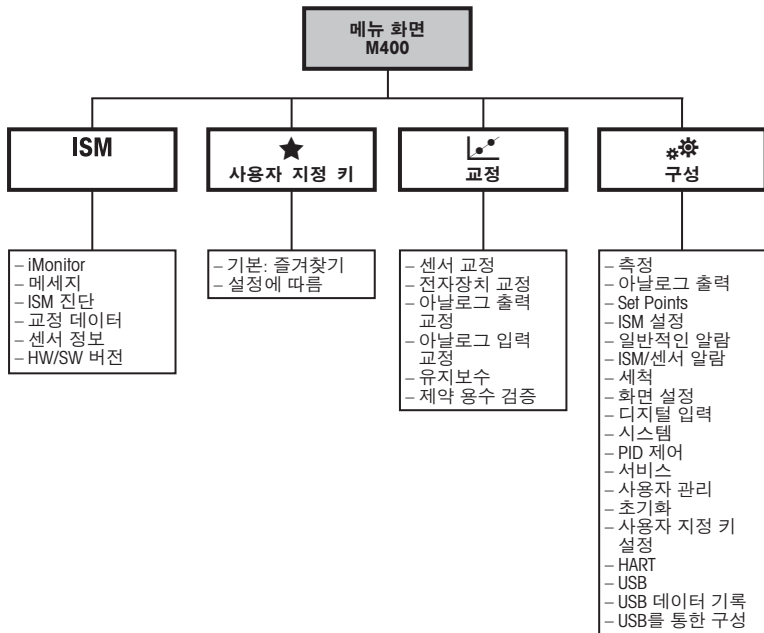 메뉴 화면
M400
ISM
사용자 지정 키
교정
구성
– iMonitor
– 메세지
– ISM 진단
– 교정 데이터
– 센서 정보
– HW/SW 버전
– 기본: 즐겨찾기
– 설정에 따름
– 센서 교정
– 전자장치 교정
– 아날로그 출력
교정
– 아날로그 입력
교정
– 유지보수
– 제약 용수 검증
– 측정
– 아날로그 출력
– Set Points
– ISM 설정
– 일반적인 알람
– ISM/센서 알람
– 세척
– 화면 설정
– 디지털 입력
– 시스템
– PID 제어
– 서비스
– 사용자 관리
– 초기화
– 사용자 지정 키
설정
– HART
– USB
– USB 데이터 기록
– USB를 통한 구성